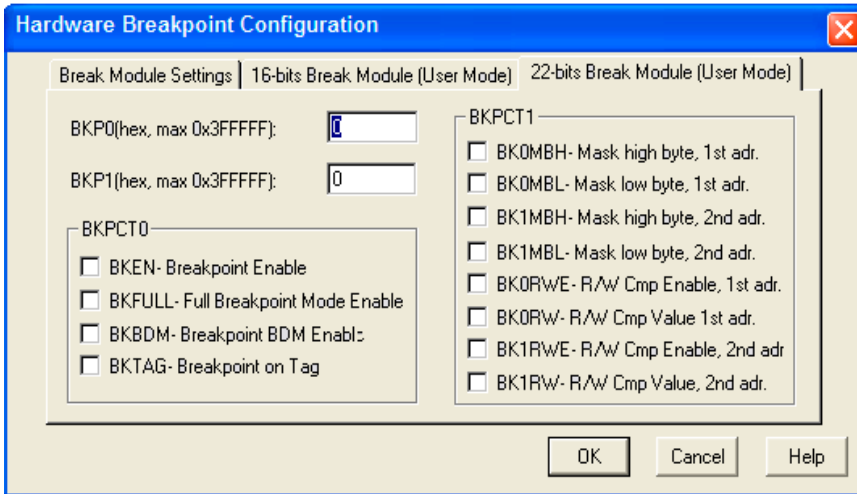 Hardware Breakpoint Configuration
Break Module Settings
16-bits Break Module (User Mode)
22-bits Break Module (User Mode)
BKP0(hex, max 0x3FFFFF):
0
BKP1(hex, max 0x3FFFFF):
0
BKPCT0
BKEN- Breakpoint Enable
BKFULL- Full Breakpoint Mode Enable
BKBDM- Breakpoint BDM Enable
BKTAG- Breakpoint on Tag
BKPCT1
BK0MBH- Mask high byte, 1st adr.
BK0MBL- Mask low byte, 1st adr.
BK1MBH- Mask high byte, 2nd adr.
BK1MBL- Mask low byte, 2nd adr.
BK0RWE- R/W Cmp Enable, 1st adr.
BK0RW- R/W Cmp Value 1st adr.
BK1RWE- R/W Cmp Enable, 2nd adr
BK1RW- R/W Cmp Value, 2nd adr.
OK
Cancel
Help